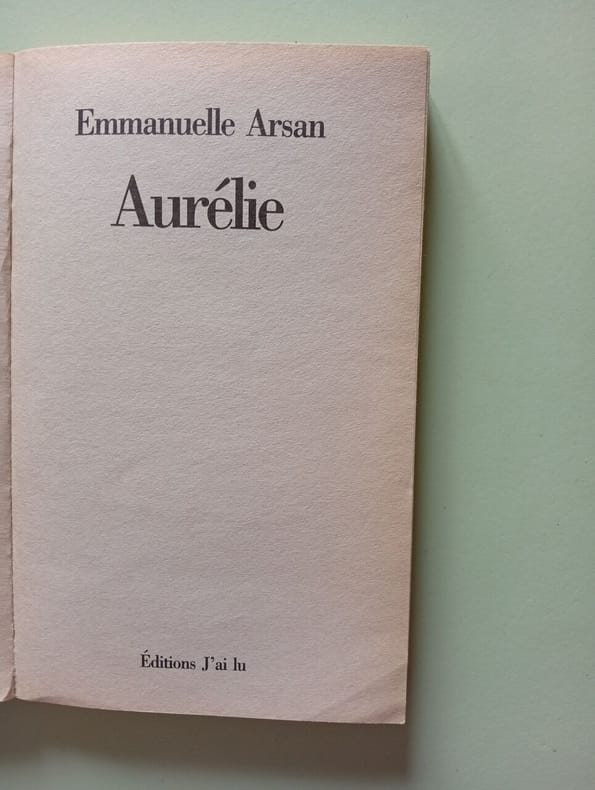 Emmanuelle Arsan
Aurélie
Éditions J'ai lu